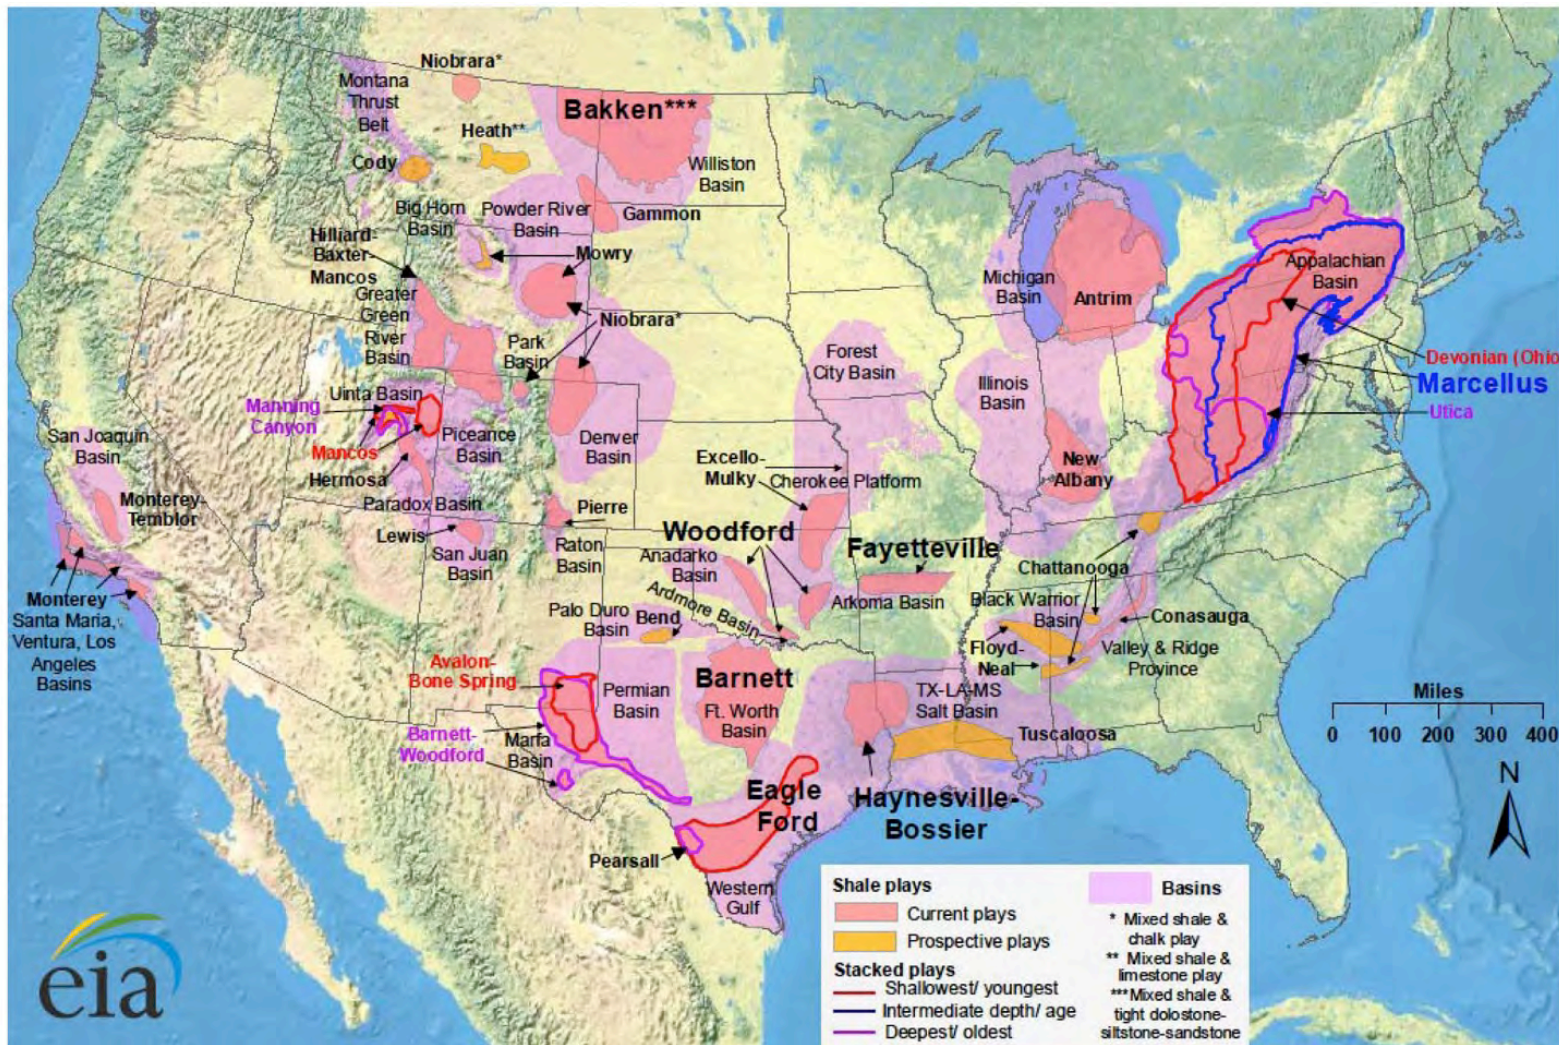 Niobrara*
Montana
Thrust
Belt
Bakken***
Heath**
Cody
Williston
Basin
Big Horn
Basin
Powder River
Basin
Gammon
Hilliard-
Baxter-
Mancos
Mowry
Greater
Green
River
Basin
Park
Basin
Niobrara*
Michigan
Basin
Antrim
Appalachian
Basin
Devonian (Ohio
Marcellus
Utica
Forest
City Basin
Illinois
Basin
Uinta Basin
Manning
Canyon
Mancos
Piceance
Basin
Denver
Basin
Hermosa
Paradox Basin
San Joaquin
Basin
Monterey-
Temblor
Excello-
Mulky
Cherokee Platform
New
Albany
Pierre
Lewis
San Juan
Basin
Raton
Basin
Woodford
Anadarko
Basin
Fayetteville
Arkoma Basin
Ardmore Basin
Chattanooga
Black Warrior
Basin
Conasauga
Floyd-
Neal
Valley & Ridge
Province
Monterey
Santa Maria,
Ventura, Los
Angeles
Basins
Palo Duro
Basin
Bend
Avalon-
Bone Spring
Permian
Basin
Barnett
Ft. Worth
Basin
TX-LA-MS
Salt Basin
Tuscaloosa
Barnett-
Woodford
Marfa
Basin
Eagle
Ford
Haynesville-
Bossier
Pearsall
Western
Gulf
Miles
0 100 200 300 400
N
Shale plays
Current plays
Prospective plays
Stacked plays
Shallowest/ youngest
Intermediate depth/ age
Deepest/ oldest
Basins
* Mixed shale &
chalk play
** Mixed shale &
limestone play
***Mixed shale &
tight dolostone-
siltstone-sandstone
eia